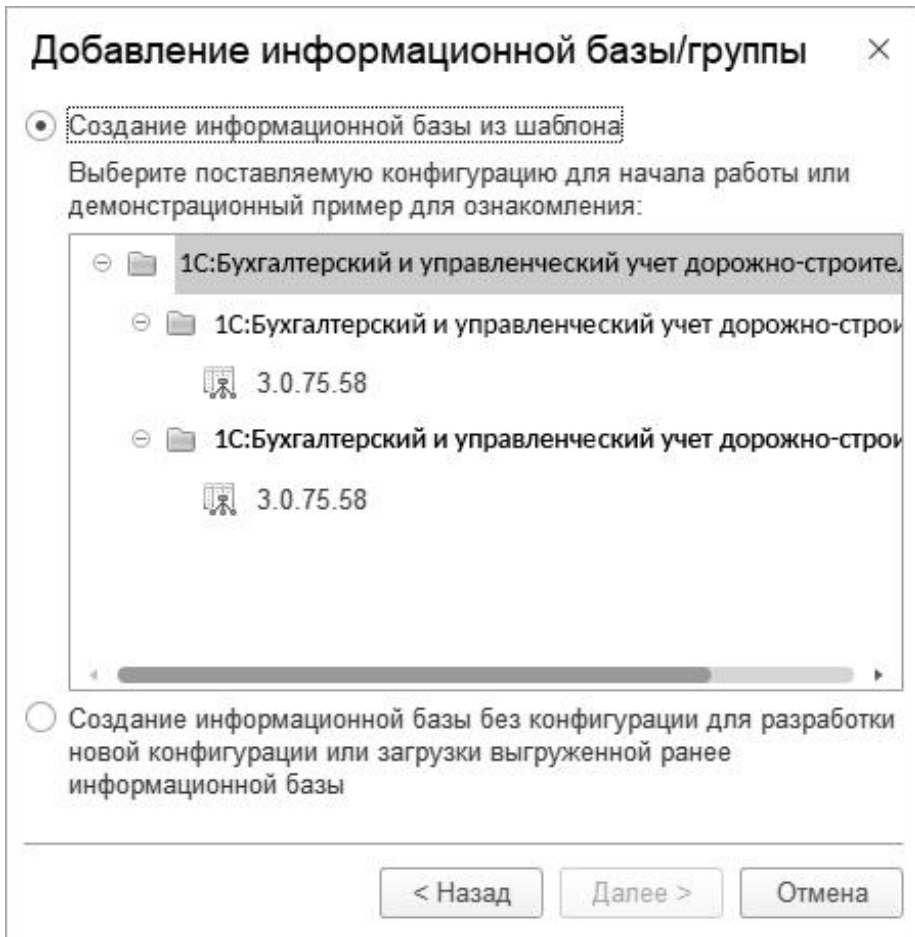 Добавление информационной базы/группы
Создание информационной базы из шаблона
Выберите поставляемую конфигурацию для начала работы или
демонстрационный пример для ознакомления:
1С:Бухгалтерский и управленческий учет дорожно-строите
1С:Бухгалтерский и управленческий учет дорожно-строи
3.0.75.58
1С:Бухгалтерский и управленческий учет дорожно-строи
3.0.75.58
Создание информационной базы без конфигурации для разработки
новой конфигурации или загрузки выгруженной ранее
информационной базы
< Назад
Далее >
Отмена